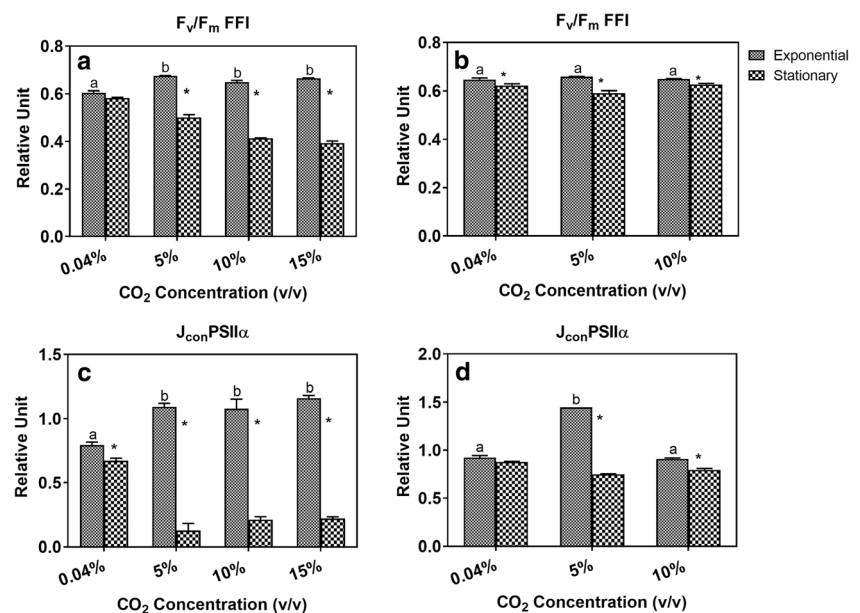 Fv/Fm FFI
a
Relative Unit
0.8
0.6
0.4
0.2
0.0
a
b
*
b
*
b
*
0.04%
5%
10%
15%
CO2 Concentration (v/v)
Fv/Fm FFI
b
Relative Unit
0.8
0.6
0.4
0.2
0.0
a
*
a
*
a
*
0.04%
5%
10%
CO2 Concentration (v/v)
Exponential
Stationary
JconPSIIα
c
Relative Unit
1.5
1.0
0.5
0.0
a
*
b
*
b
*
b
*
0.04%
5%
10%
15%
CO2 Concentration (v/v)
JconPSIIα
d
Relative Unit
2.0
1.5
1.0
0.5
0.0
a
b
*
a
*
0.04%
5%
10%
CO2 Concentration (v/v)